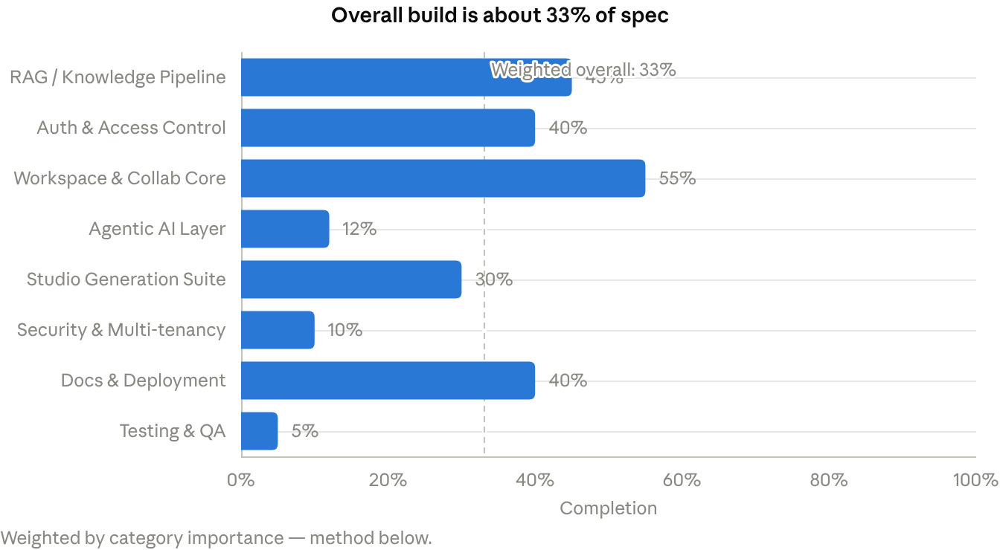 Overall build is about 33% of spec
Weighted overall: 33%
RAG / Knowledge Pipeline
45%
Auth & Access Control
40%
Workspace & Collab Core
55%
Agentic AI Layer
12%
Studio Generation Suite
30%
Security & Multi-tenancy
10%
Docs & Deployment
40%
Testing & QA
5%
0% 20% 40% 60% 80% 100%
Completion
Weighted by category importance — method below.